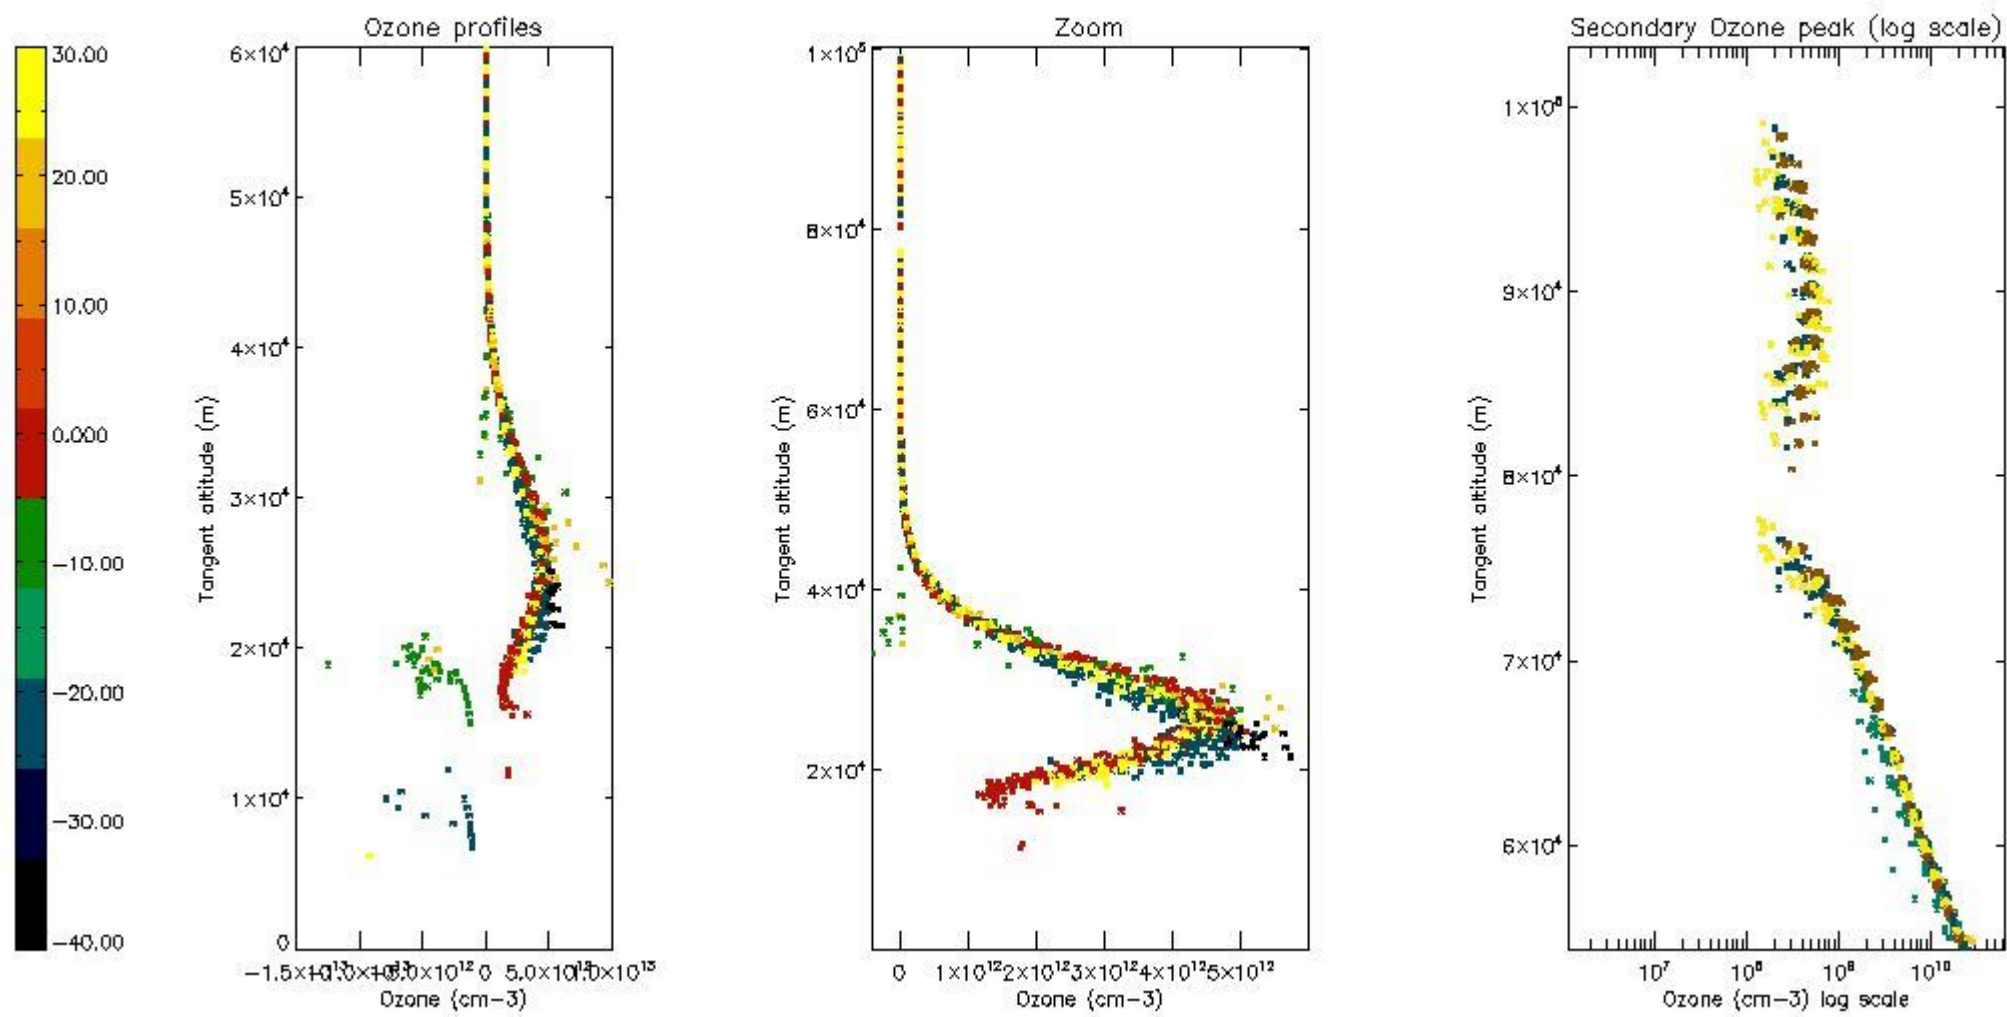 Ozone profiles
Zoom
Secondary Ozone peak (log scale)
30.00
20.00
10.00
0.000
−10.00
−20.00
−30.00
−40.00
Tangent altitude (m)
6×10⁴
5×10⁴
4×10⁴
3×10⁴
2×10⁴
1×10⁴
0
5.0×10¹²
0
Ozone (cm−3)
Tangent altitude (m)
1×10⁵
8×10⁴
6×10⁴
4×10⁴
2×10⁴
0 1×10¹² 2×10¹² 3×10¹² 4×10¹² 5×10¹²
Ozone (cm−3)
Tangent altitude (m)
9×10⁴
8×10⁴
7×10⁴
6×10⁴
10⁷ 10⁸ 10⁹ 10¹⁰
Ozone (cm−3) log scale